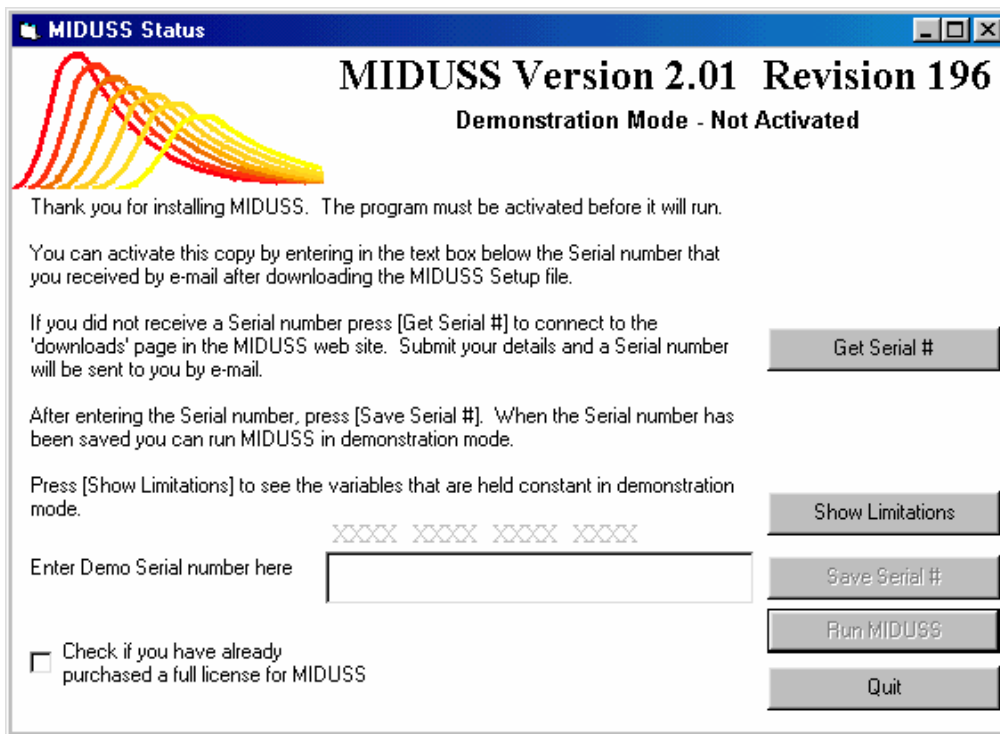 MIDUSS Status
MIDUSS Version 2.01 Revision 196
Demonstration Mode - Not Activated
Thank you for installing MIDUSS. The program must be activated before it will run.
You can activate this copy by entering in the text box below the Serial number that
you received by e-mail after downloading the MIDUSS Setup file.
If you did not receive a Serial number press [Get Serial #] to connect to the
'downloads' page in the MIDUSS web site. Submit your details and a Serial number
will be sent to you by e-mail.
Get Serial #
After entering the Serial number, press [Save Serial #]. When the Serial number has
been saved you can run MIDUSS in demonstration mode.
Press [Show Limitations] to see the variables that are held constant in demonstration
mode.
Show Limitations
XXXX XXXX XXXX XXXX
Enter Demo Serial number here
Save Serial #
Run MIDUSS
Check if you have already
purchased a full license for MIDUSS
Quit